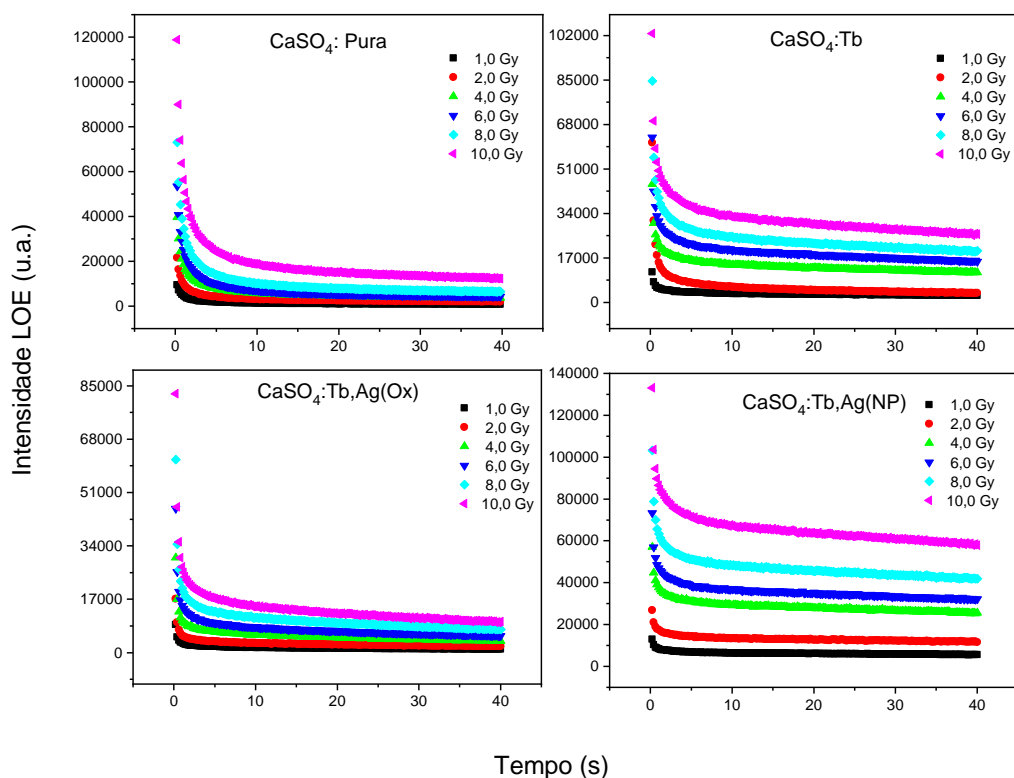 Intensidade LOE (u.a.)
CaSO4: Pura
1,0 Gy
2,0 Gy
4,0 Gy
6,0 Gy
8,0 Gy
10,0 Gy
120000
100000
80000
60000
40000
20000
0
0 10 20 30 40
CaSO4:Tb
1,0 Gy
2,0 Gy
4,0 Gy
6,0 Gy
8,0 Gy
10,0 Gy
102000
85000
68000
51000
34000
17000
0
0 10 20 30 40
CaSO4:Tb,Ag(Ox)
1,0 Gy
2,0 Gy
4,0 Gy
6,0 Gy
8,0 Gy
10,0 Gy
85000
68000
51000
34000
17000
0
0 10 20 30 40
CaSO4:Tb,Ag(NP)
1,0 Gy
2,0 Gy
4,0 Gy
6,0 Gy
8,0 Gy
10,0 Gy
140000
120000
100000
80000
60000
40000
20000
0
0 10 20 30 40
Tempo (s)